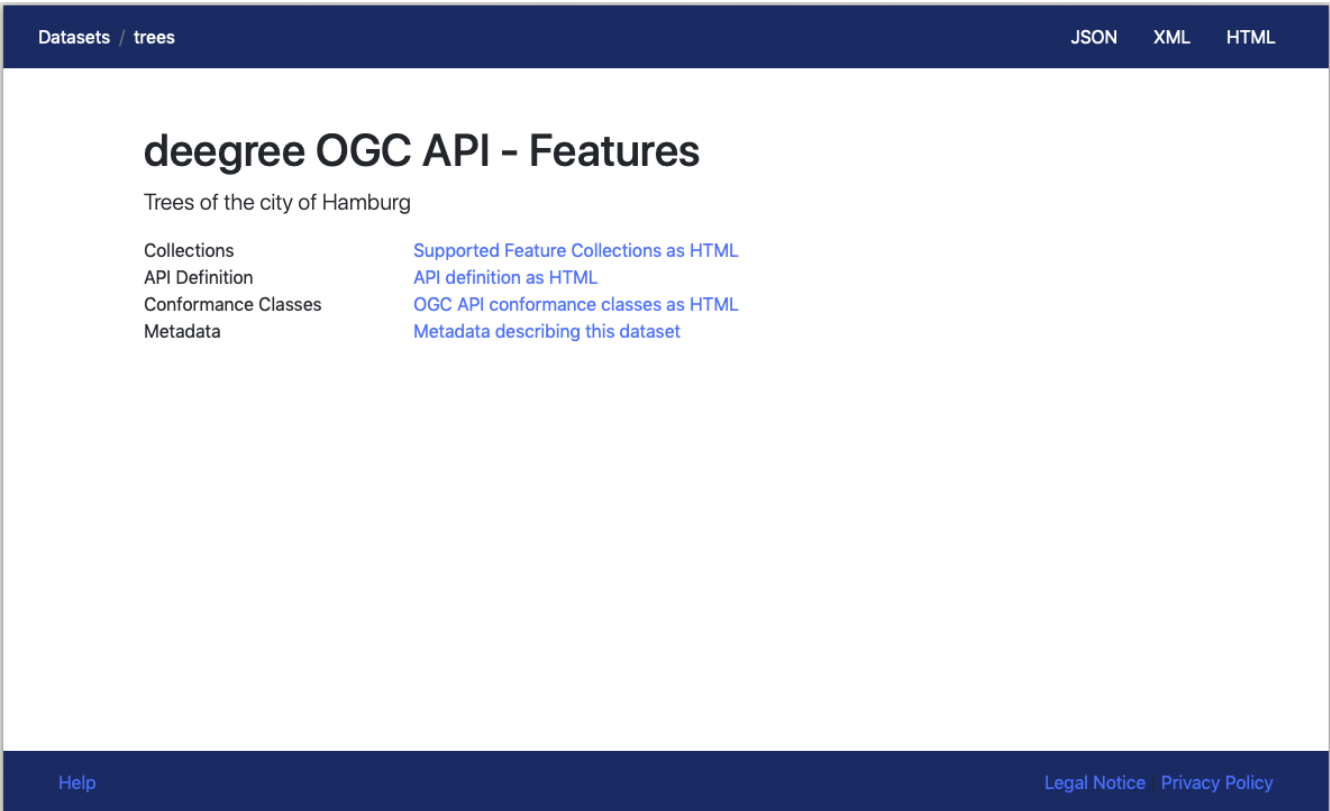 Datasets / trees JSON XML HTML
deegree OGC API - Features
Trees of the city of Hamburg
Collections Supported Feature Collections as HTML
API Definition API definition as HTML
Conformance Classes OGC API conformance classes as HTML
Metadata Metadata describing this dataset
Help Legal Notice | Privacy Policy